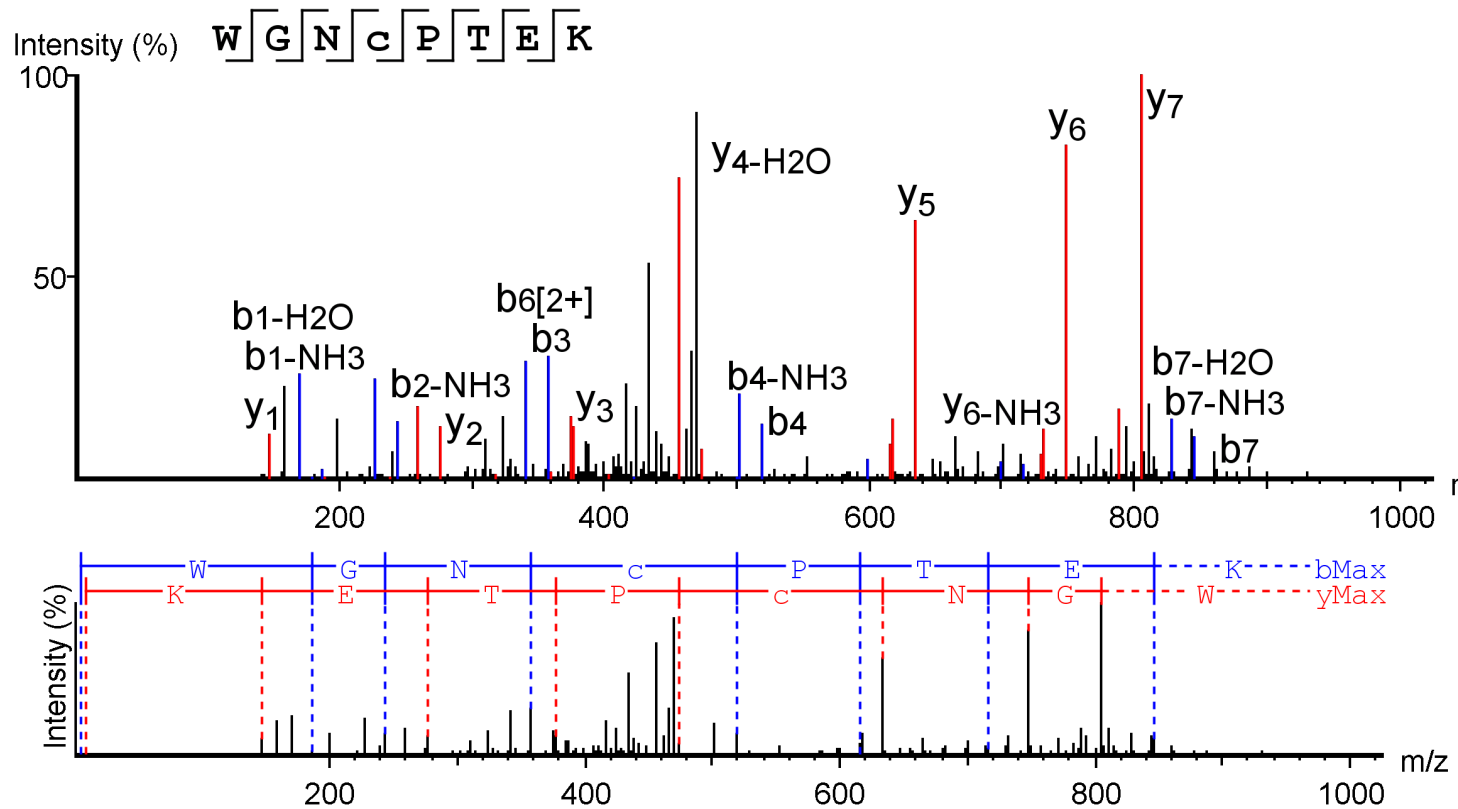 Intensity (%) W G N c P T E K
100
50
y4-H2O
y6
y7
y5
b6[2+]
b1-H2O
b3
b1-NH3
b2-NH3
b4-NH3
b7-H2O
y1
y2
y3
b4
y6-NH3
b7-NH3
b7
200 400 600 800 1000
W G N c P T E K bMax
K E T P c N G W yMax
Intensity (%)
m/z
200 400 600 800 1000